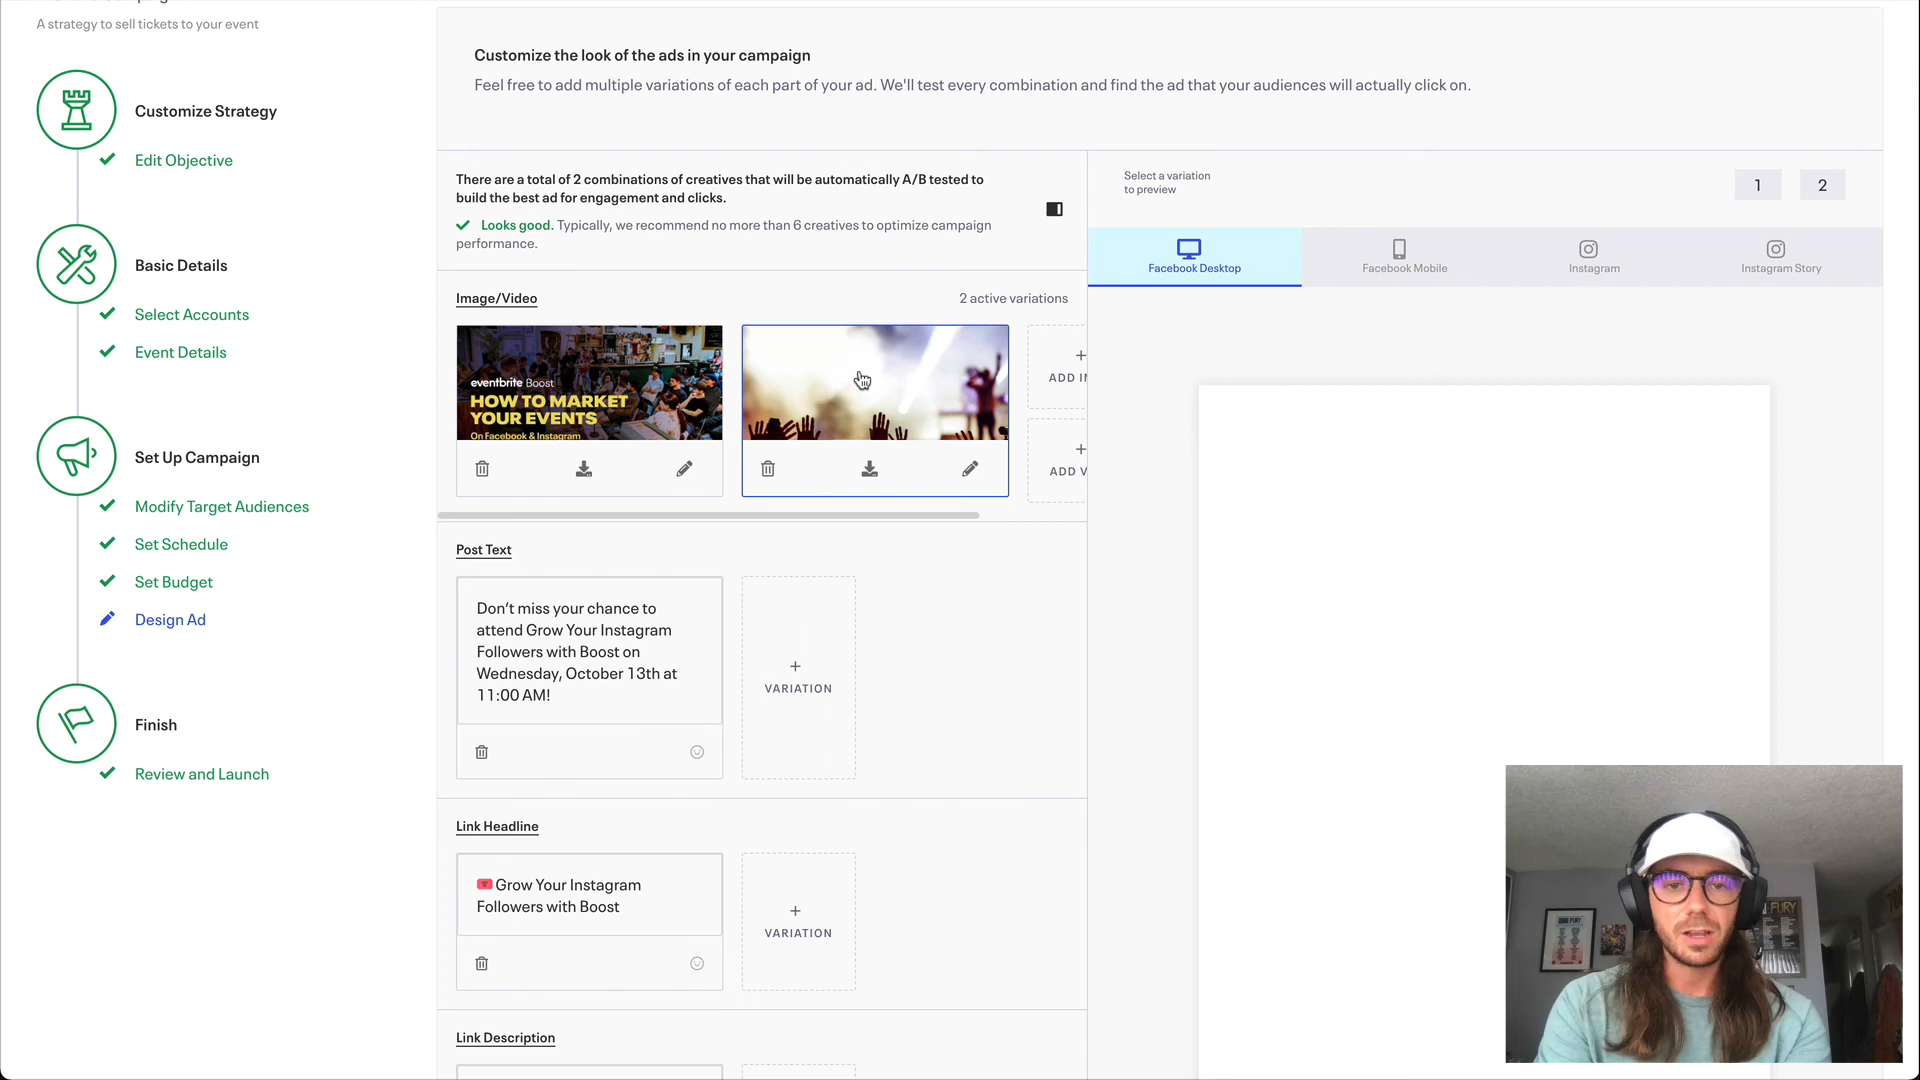 A strategy to sell tickets to your event
Customize Strategy
Edit Objective
Basic Details
Select Accounts
Event Details
Set Up Campaign
Modify Target Audiences
Set Schedule
Set Budget
Design Ad
Finish
Review and Launch
Customize the look of the ads in your campaign
Feel free to add multiple variations of each part of your ad. We'll test every combination and find the ad that your audiences will actually click on.
There are a total of 2 combinations of creatives that will be automatically A/B tested to
build the best ad for engagement and clicks.
Looks good. Typically, we recommend no more than 6 creatives to optimize campaign
performance.
Image/Video
2 active variations
eventbrite Boost
HOW TO MARKET
YOUR EVENTS
On Facebook & Instagram
ADD
ADD
Post Text
Don't miss your chance to
attend Grow Your Instagram
Followers with Boost on
Wednesday, October 13th at
11:00 AM!
VARIATION
Link Headline
Grow Your Instagram
Followers with Boost
VARIATION
Link Description
Select a variation
to preview
1
2
Facebook Desktop
Facebook Mobile
Instagram
Instagram Story
FURY